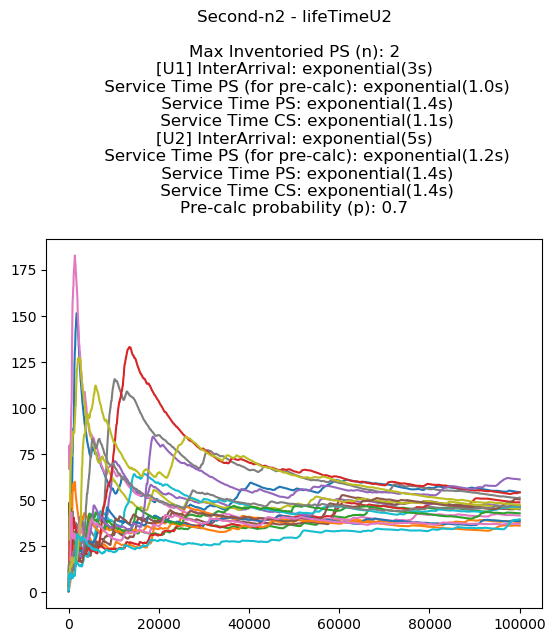 Second-n2 - lifeTimeU2
Max Inventoried PS (n): 2
[U1] InterArrival: exponential(3s)
Service Time PS (for pre-calc): exponential(1.0s)
Service Time PS: exponential(1.4s)
Service Time CS: exponential(1.1s)
[U2] InterArrival: exponential(5s)
Service Time PS (for pre-calc): exponential(1.2s)
Service Time PS: exponential(1.4s)
Service Time CS: exponential(1.4s)
Pre-calc probability (p): 0.7
175
150
125
100
75
50
25
0
0 20000 40000 60000 80000 100000